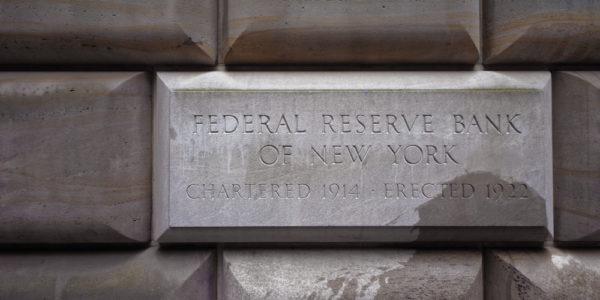 FEDERAL RESERVE BANK
OF NEW YORK
CHARTERED 1914 · ERECTED 1922